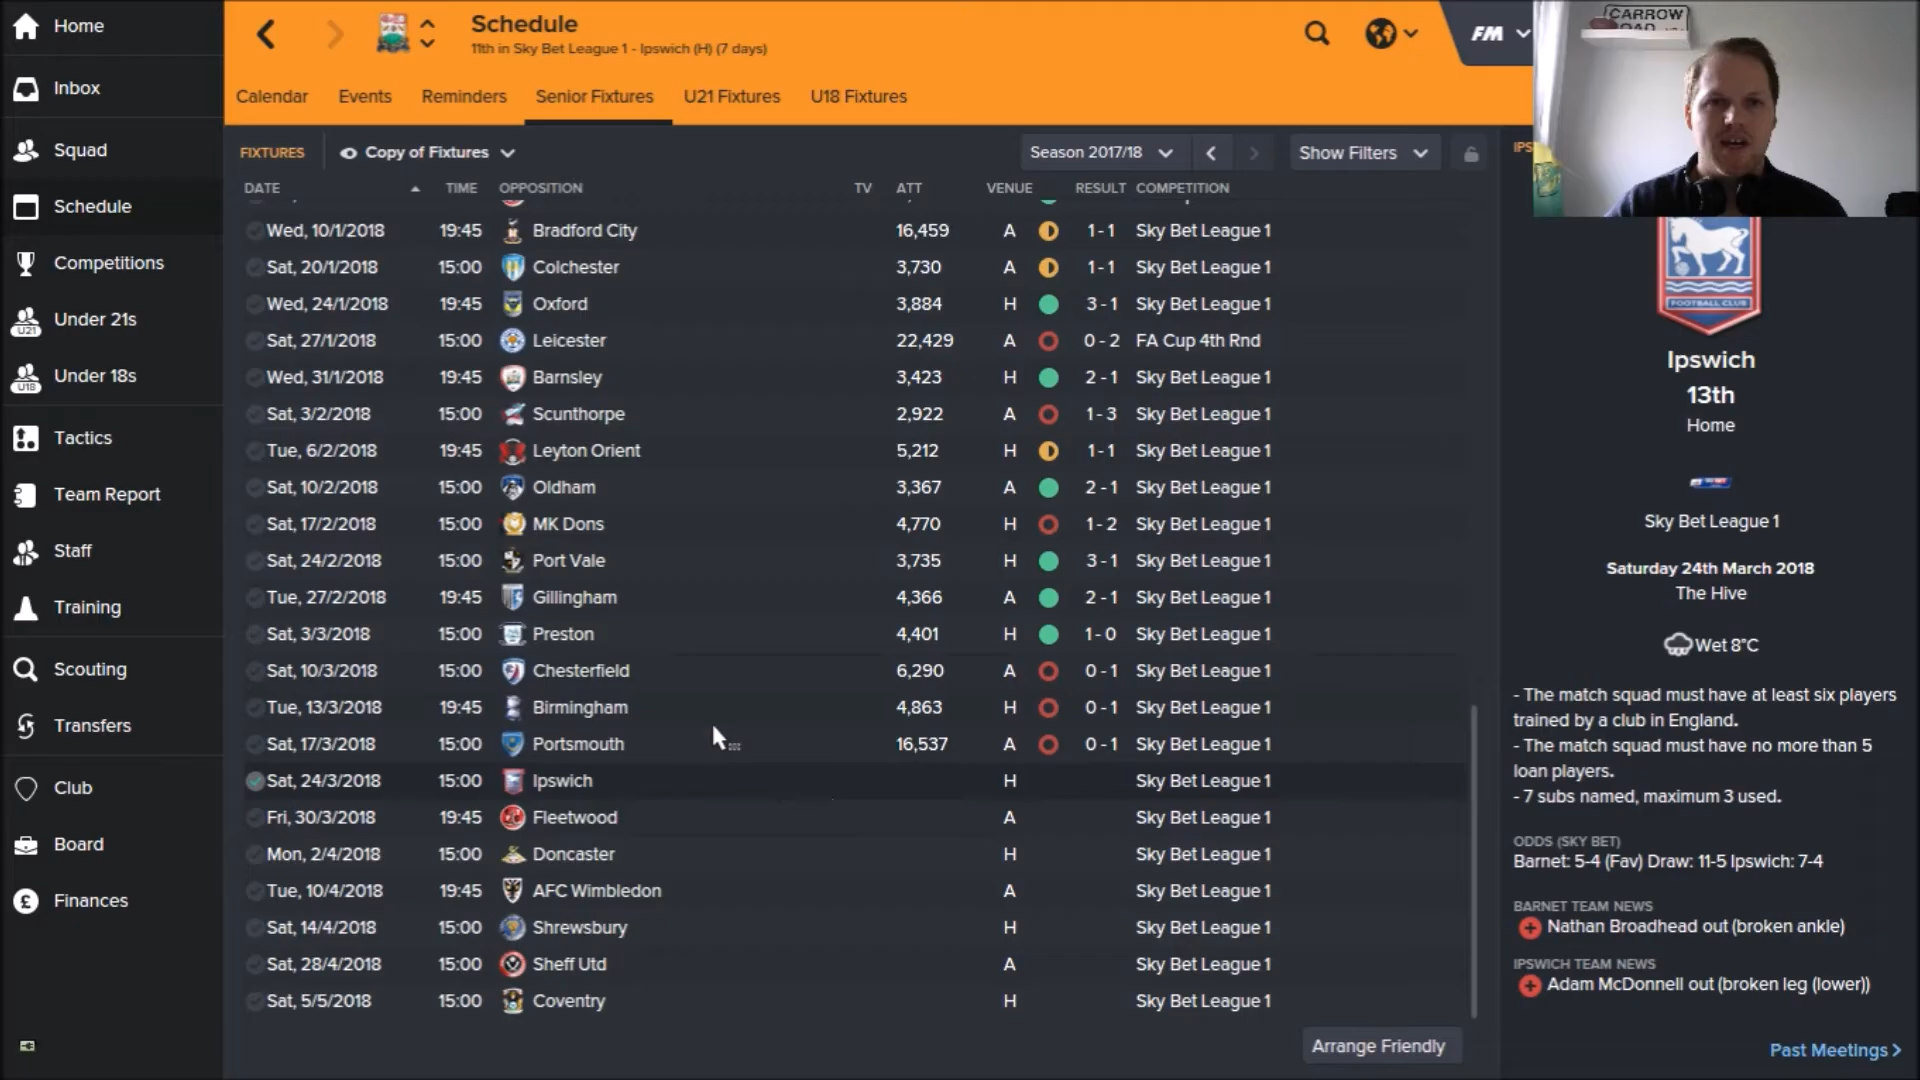 Home
Inbox
Squad
Schedule
Competitions
U21
Under 21s
U18
Under 18s
Tactics
Team Report
Staff
Training
Scouting
Transfers
Club
Board
Finances
Schedule
11th in Sky Bet League 1 - Ipswich (H) (7 days)
FM
CARROW
Calendar Events Reminders Senior Fixtures U21 Fixtures U18 Fixtures
FIXTURES Copy of Fixtures Season 2017/18 Show Filters
DATE TIME OPPOSITION TV ATT VENUE RESULT COMPETITION
Wed, 10/1/2018 19:45 Bradford City 16,459 A 1 - 1 Sky Bet League 1
Sat, 20/1/2018 15:00 Colchester 3,730 A 1 - 1 Sky Bet League 1
Wed, 24/1/2018 19:45 Oxford 3,884 H 3 - 1 Sky Bet League 1
Sat, 27/1/2018 15:00 Leicester 22,429 A 0 - 2 FA Cup 4th Rnd
Wed, 31/1/2018 19:45 Barnsley 3,423 H 2 - 1 Sky Bet League 1
Sat, 3/2/2018 15:00 Scunthorpe 2,922 A 1 - 3 Sky Bet League 1
Tue, 6/2/2018 19:45 Leyton Orient 5,212 H 1 - 1 Sky Bet League 1
Sat, 10/2/2018 15:00 Oldham 3,367 A 2 - 1 Sky Bet League 1
Sat, 17/2/2018 15:00 MK Dons 4,770 H 1 - 2 Sky Bet League 1
Sat, 24/2/2018 15:00 Port Vale 3,735 H 3 - 1 Sky Bet League 1
Tue, 27/2/2018 19:45 Gillingham 4,366 A 2 - 1 Sky Bet League 1
Sat, 3/3/2018 15:00 Preston 4,401 H 1 - 0 Sky Bet League 1
Sat, 10/3/2018 15:00 Chesterfield 6,290 A 0 - 1 Sky Bet League 1
Tue, 13/3/2018 19:45 Birmingham 4,863 H 0 - 1 Sky Bet League 1
Sat, 17/3/2018 15:00 Portsmouth 16,537 A 0 - 1 Sky Bet League 1
Sat, 24/3/2018 15:00 Ipswich H Sky Bet League 1
Fri, 30/3/2018 19:45 Fleetwood A Sky Bet League 1
Mon, 2/4/2018 15:00 Doncaster H Sky Bet League 1
Tue, 10/4/2018 19:45 AFC Wimbledon A Sky Bet League 1
Sat, 14/4/2018 15:00 Shrewsbury H Sky Bet League 1
Sat, 28/4/2018 15:00 Sheff Utd A Sky Bet League 1
Sat, 5/5/2018 15:00 Coventry H Sky Bet League 1
Arrange Friendly
IPS
FOOTBALL CLUB
Ipswich
13th
Home
Sky Bet League 1
Saturday 24th March 2018
The Hive
Wet 8°C
- The match squad must have at least six players
trained by a club in England.
- The match squad must have no more than 5
loan players.
- 7 subs named, maximum 3 used.
ODDS (SKY BET)
Barnet: 5-4 (Fav) Draw: 11-5 Ipswich: 7-4
BARNET TEAM NEWS
Nathan Broadhead out (broken ankle)
IPSWICH TEAM NEWS
Adam McDonnell out (broken leg (lower))
Past Meetings